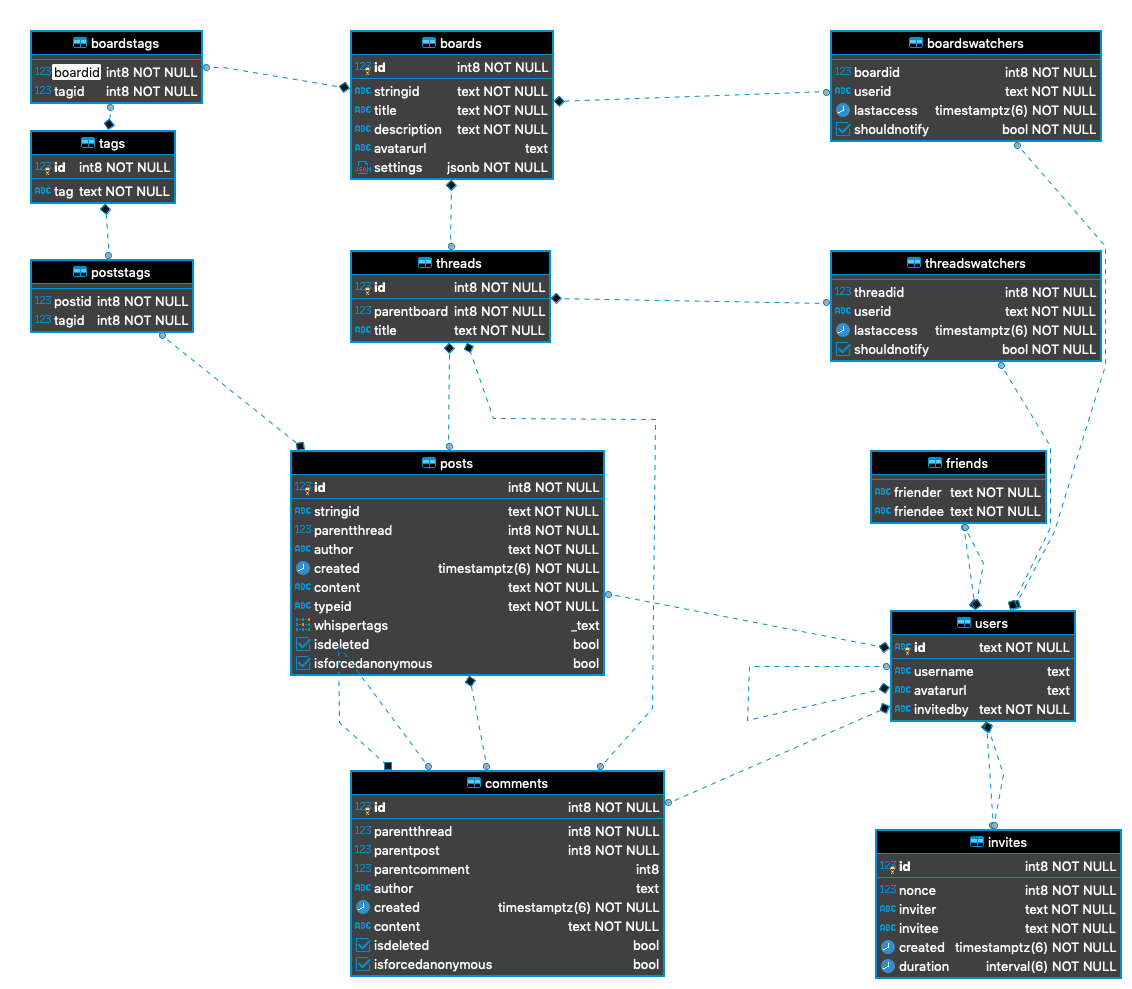 boardstags
123 boardid int8 NOT NULL
123 tagid int8 NOT NULL
boards
123 id int8 NOT NULL
ABC stringid text NOT NULL
ABC title text NOT NULL
ABC description text NOT NULL
ABC avatarurl text
JSON settings jsonb NOT NULL
boardswatchers
123 boardid int8 NOT NULL
ABC userid text NOT NULL
lastaccess timestamptz(6) NOT NULL
shouldnotify bool NOT NULL
tags
123 id int8 NOT NULL
ABC tag text NOT NULL
poststags
123 postid int8 NOT NULL
123 tagid int8 NOT NULL
threads
123 id int8 NOT NULL
123 parentboard int8 NOT NULL
ABC title text NOT NULL
threadswatchers
123 threadid int8 NOT NULL
ABC userid text NOT NULL
lastaccess timestamptz(6) NOT NULL
shouldnotify bool NOT NULL
posts
123 id int8 NOT NULL
ABC stringid text NOT NULL
123 parentthread int8 NOT NULL
ABC author text NOT NULL
created timestamptz(6) NOT NULL
ABC content text NOT NULL
ABC typeid text NOT NULL
whispertags _text
isdeleted bool
isforcedanonymous bool
friends
ABC friender text NOT NULL
ABC friendee text NOT NULL
users
ABC id text NOT NULL
ABC username text
ABC avatarurl text
ABC invitedby text NOT NULL
comments
123 id int8 NOT NULL
123 parentthread int8 NOT NULL
123 parentpost int8 NOT NULL
123 parentcomment int8
ABC author text
created timestamptz(6) NOT NULL
ABC content text NOT NULL
isdeleted bool
isforcedanonymous bool
invites
123 id int8 NOT NULL
123 nonce int8 NOT NULL
ABC inviter text NOT NULL
ABC invitee text NOT NULL
created timestamptz(6) NOT NULL
duration interval(6) NOT NULL